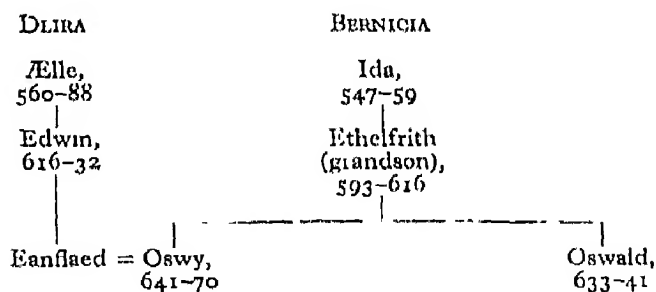 DLIRA BERNICIA
Ælle, Ida,
560-88 547-59
Edwin, Ethelfrith
616-32 (grandson),
593-616
Eanflaed = Oswy, Oswald,
641-70 633-41